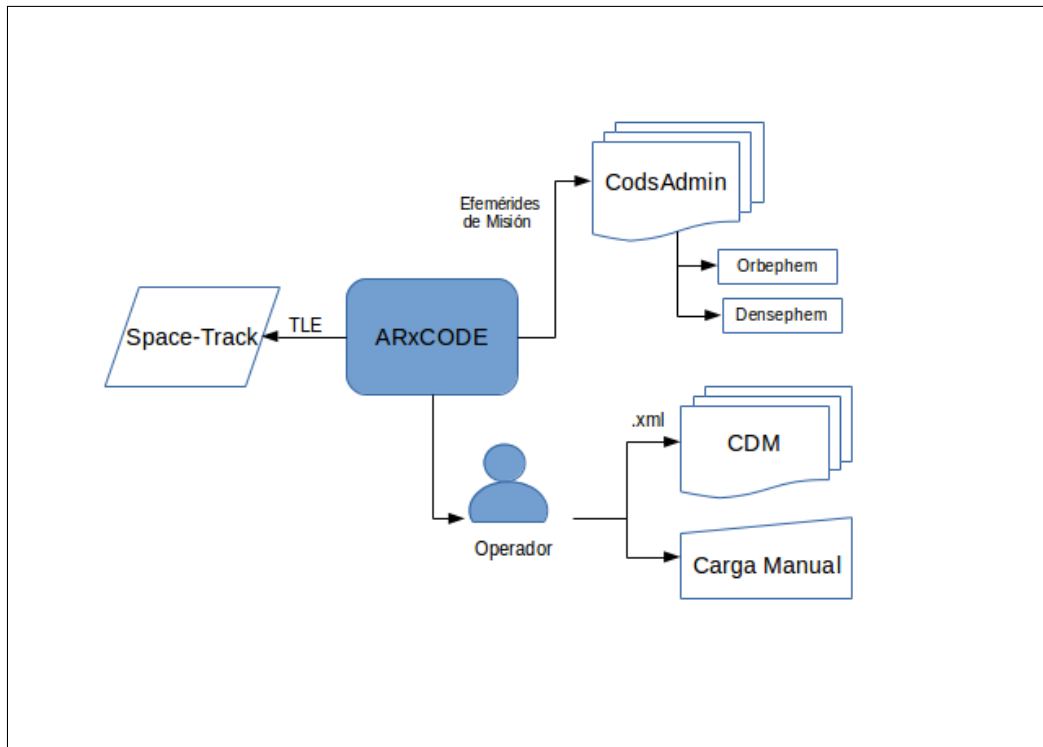 CodsAdmin
Efemérides
de Misión
Orbephem
Densephem
Space-Track
TLE
ARxCODE
.xml
CDM
Operador
Carga Manual